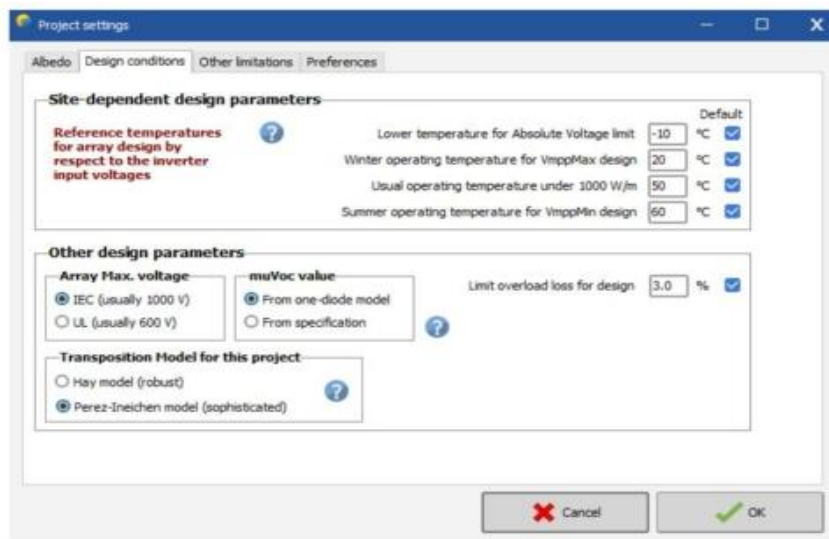 Project settings
Albedo Design conditions Other limitations Preferences
Site-dependent design parameters
Default
Reference temperatures
for array design by
respect to the inverter
input voltages
Lower temperature for Absolute Voltage limit -10 °C
Winter operating temperature for VmppMax design 20 °C
Usual operating temperature under 1000 W/m 50 °C
Summer operating temperature for VmppMin design 60 °C
Other design parameters
Array Max. voltage
IEC (usually 1000 V)
UL (usually 600 V)
muVoc value
From one-diode model
From specification
Limit overload loss for design 3.0 %
Transposition Model for this project
Hay model (robust)
Perez-Ineichen model (sophisticated)
Cancel
OK